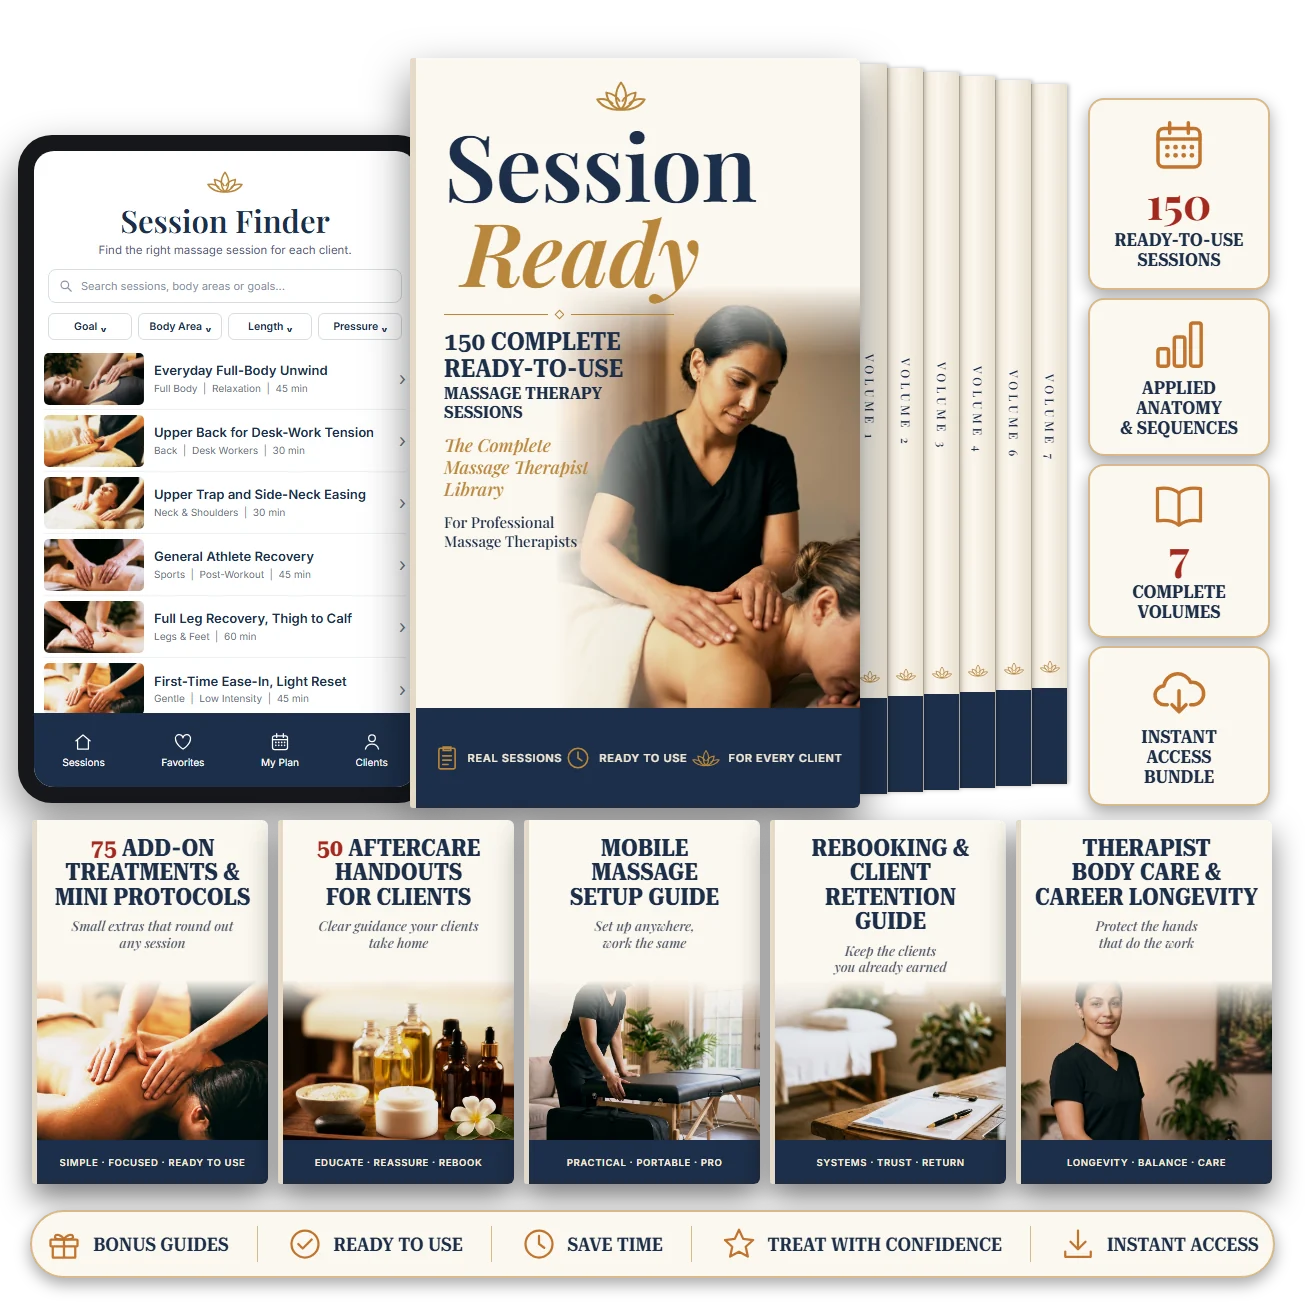 Session Finder
Find the right massage session for each client.
Search sessions, body areas or goals...
Goal
Body Area
Length
Pressure
Everyday Full-Body Unwind
Full Body | Relaxation | 45 min
Upper Back for Desk-Work Tension
Back | Desk Workers | 30 min
Upper Trap and Side-Neck Easing
Neck & Shoulders | 30 min
General Athlete Recovery
Sports | Post-Workout | 45 min
Full Leg Recovery, Thigh to Calf
Legs & Feet | 60 min
First-Time Ease-In, Light Reset
Gentle | Low Intensity | 45 min
Sessions
Favorites
My Plan
Clients
Session
Ready
150 COMPLETE
READY-TO-USE
MASSAGE THERAPY
SESSIONS
The Complete
Massage Therapist
Library
For Professional
Massage Therapists
REAL SESSIONS
READY TO USE
FOR EVERY CLIENT
VOLUME 1
VOLUME 2
VOLUME 3
VOLUME 4
VOLUME 6
VOLUME 7
150
READY-TO-USE
SESSIONS
APPLIED
ANATOMY
& SEQUENCES
7
COMPLETE
VOLUMES
INSTANT
ACCESS
BUNDLE
75 ADD-ON
TREATMENTS &
MINI PROTOCOLS
Small extras that round out
any session
SIMPLE · FOCUSED · READY TO USE
50 AFTERCARE
HANDOUTS
FOR CLIENTS
Clear guidance your clients
take home
EDUCATE · REASSURE · REBOOK
MOBILE
MASSAGE
SETUP GUIDE
Set up anywhere,
work the same
PRACTICAL · PORTABLE · PRO
REBOOKING &
CLIENT
RETENTION
GUIDE
Keep the clients
you already earned
SYSTEMS · TRUST · RETURN
THERAPIST
BODY CARE &
CAREER LONGEVITY
Protect the hands
that do the work
LONGEVITY · BALANCE · CARE
BONUS GUIDES
READY TO USE
SAVE TIME
TREAT WITH CONFIDENCE
INSTANT ACCESS